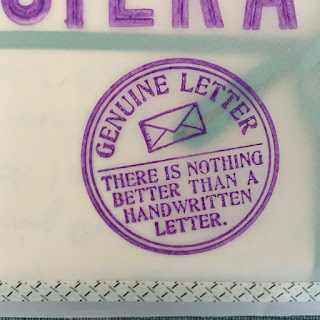 GENUINE LETTER
THERE IS NOTHING
BETTER THAN A
HANDWRITTEN
LETTER.